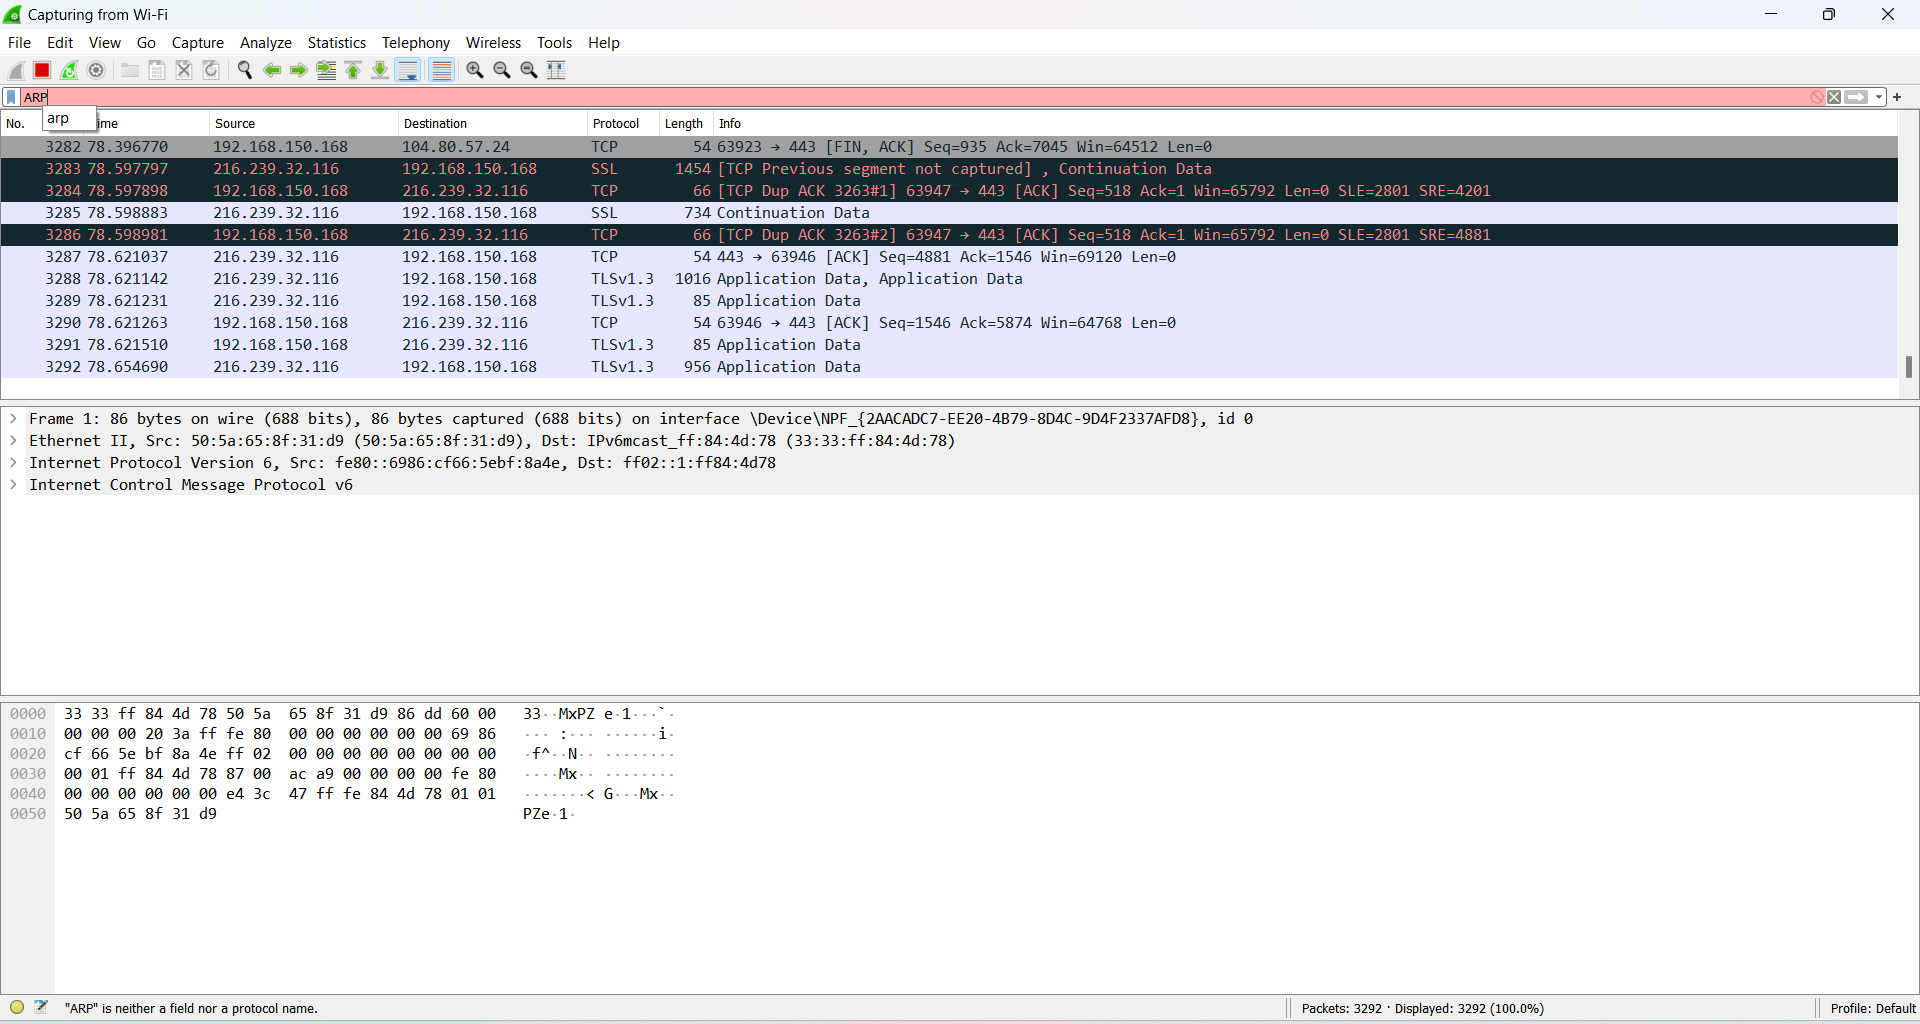 Capturing from Wi-Fi
File Edit View Go Capture Analyze Statistics Telephony Wireless Tools Help
ARP
arp
No. ime Source Destination Protocol Length Info
3282 78.396770 192.168.150.168 104.80.57.24 TCP 54 63923 → 443 [FIN, ACK] Seq=935 Ack=7045 Win=64512 Len=0
3283 78.597797 216.239.32.116 192.168.150.168 SSL 1454 [TCP Previous segment not captured] , Continuation Data
3284 78.597898 192.168.150.168 216.239.32.116 TCP 66 [TCP Dup ACK 3263#1] 63947 → 443 [ACK] Seq=518 Ack=1 Win=65792 Len=0 SLE=2801 SRE=4201
3285 78.598883 216.239.32.116 192.168.150.168 SSL 734 Continuation Data
3286 78.598981 192.168.150.168 216.239.32.116 TCP 66 [TCP Dup ACK 3263#2] 63947 → 443 [ACK] Seq=518 Ack=1 Win=65792 Len=0 SLE=2801 SRE=4881
3287 78.621037 216.239.32.116 192.168.150.168 TCP 54 443 → 63946 [ACK] Seq=4881 Ack=1546 Win=69120 Len=0
3288 78.621142 216.239.32.116 192.168.150.168 TLSv1.3 1016 Application Data, Application Data
3289 78.621231 216.239.32.116 192.168.150.168 TLSv1.3 85 Application Data
3290 78.621263 192.168.150.168 216.239.32.116 TCP 54 63946 → 443 [ACK] Seq=1546 Ack=5874 Win=64768 Len=0
3291 78.621510 192.168.150.168 216.239.32.116 TLSv1.3 85 Application Data
3292 78.654690 216.239.32.116 192.168.150.168 TLSv1.3 956 Application Data
Frame 1: 86 bytes on wire (688 bits), 86 bytes captured (688 bits) on interface \Device\NPF_{2AACADC7-EE20-4B79-8D4C-9D4F2337AFD8}, id 0
Ethernet II, Src: 50:5a:65:8f:31:d9 (50:5a:65:8f:31:d9), Dst: IPv6mcast_ff:84:4d:78 (33:33:ff:84:4d:78)
Internet Protocol Version 6, Src: fe80::6986:cf66:5ebf:8a4e, Dst: ff02::1:ff84:4d78
Internet Control Message Protocol v6
0000 33 33 ff 84 4d 78 50 5a 65 8f 31 d9 86 dd 60 00 33··MxPZ e·1···`·
0010 00 00 00 20 3a ff fe 80 00 00 00 00 00 00 69 86 ··· :··· ······i·
0020 cf 66 5e bf 8a 4e ff 02 00 00 00 00 00 00 00 00 ·f^··N·· ········
0030 00 01 ff 84 4d 78 87 00 ac a9 00 00 00 00 fe 80 ····Mx·· ········
0040 00 00 00 00 00 00 e4 3c 47 ff fe 84 4d 78 01 01 ·······< G···Mx··
0050 50 5a 65 8f 31 d9 PZe·1·
"ARP" is neither a field nor a protocol name. Packets: 3292 · Displayed: 3292 (100.0%) Profile: Default